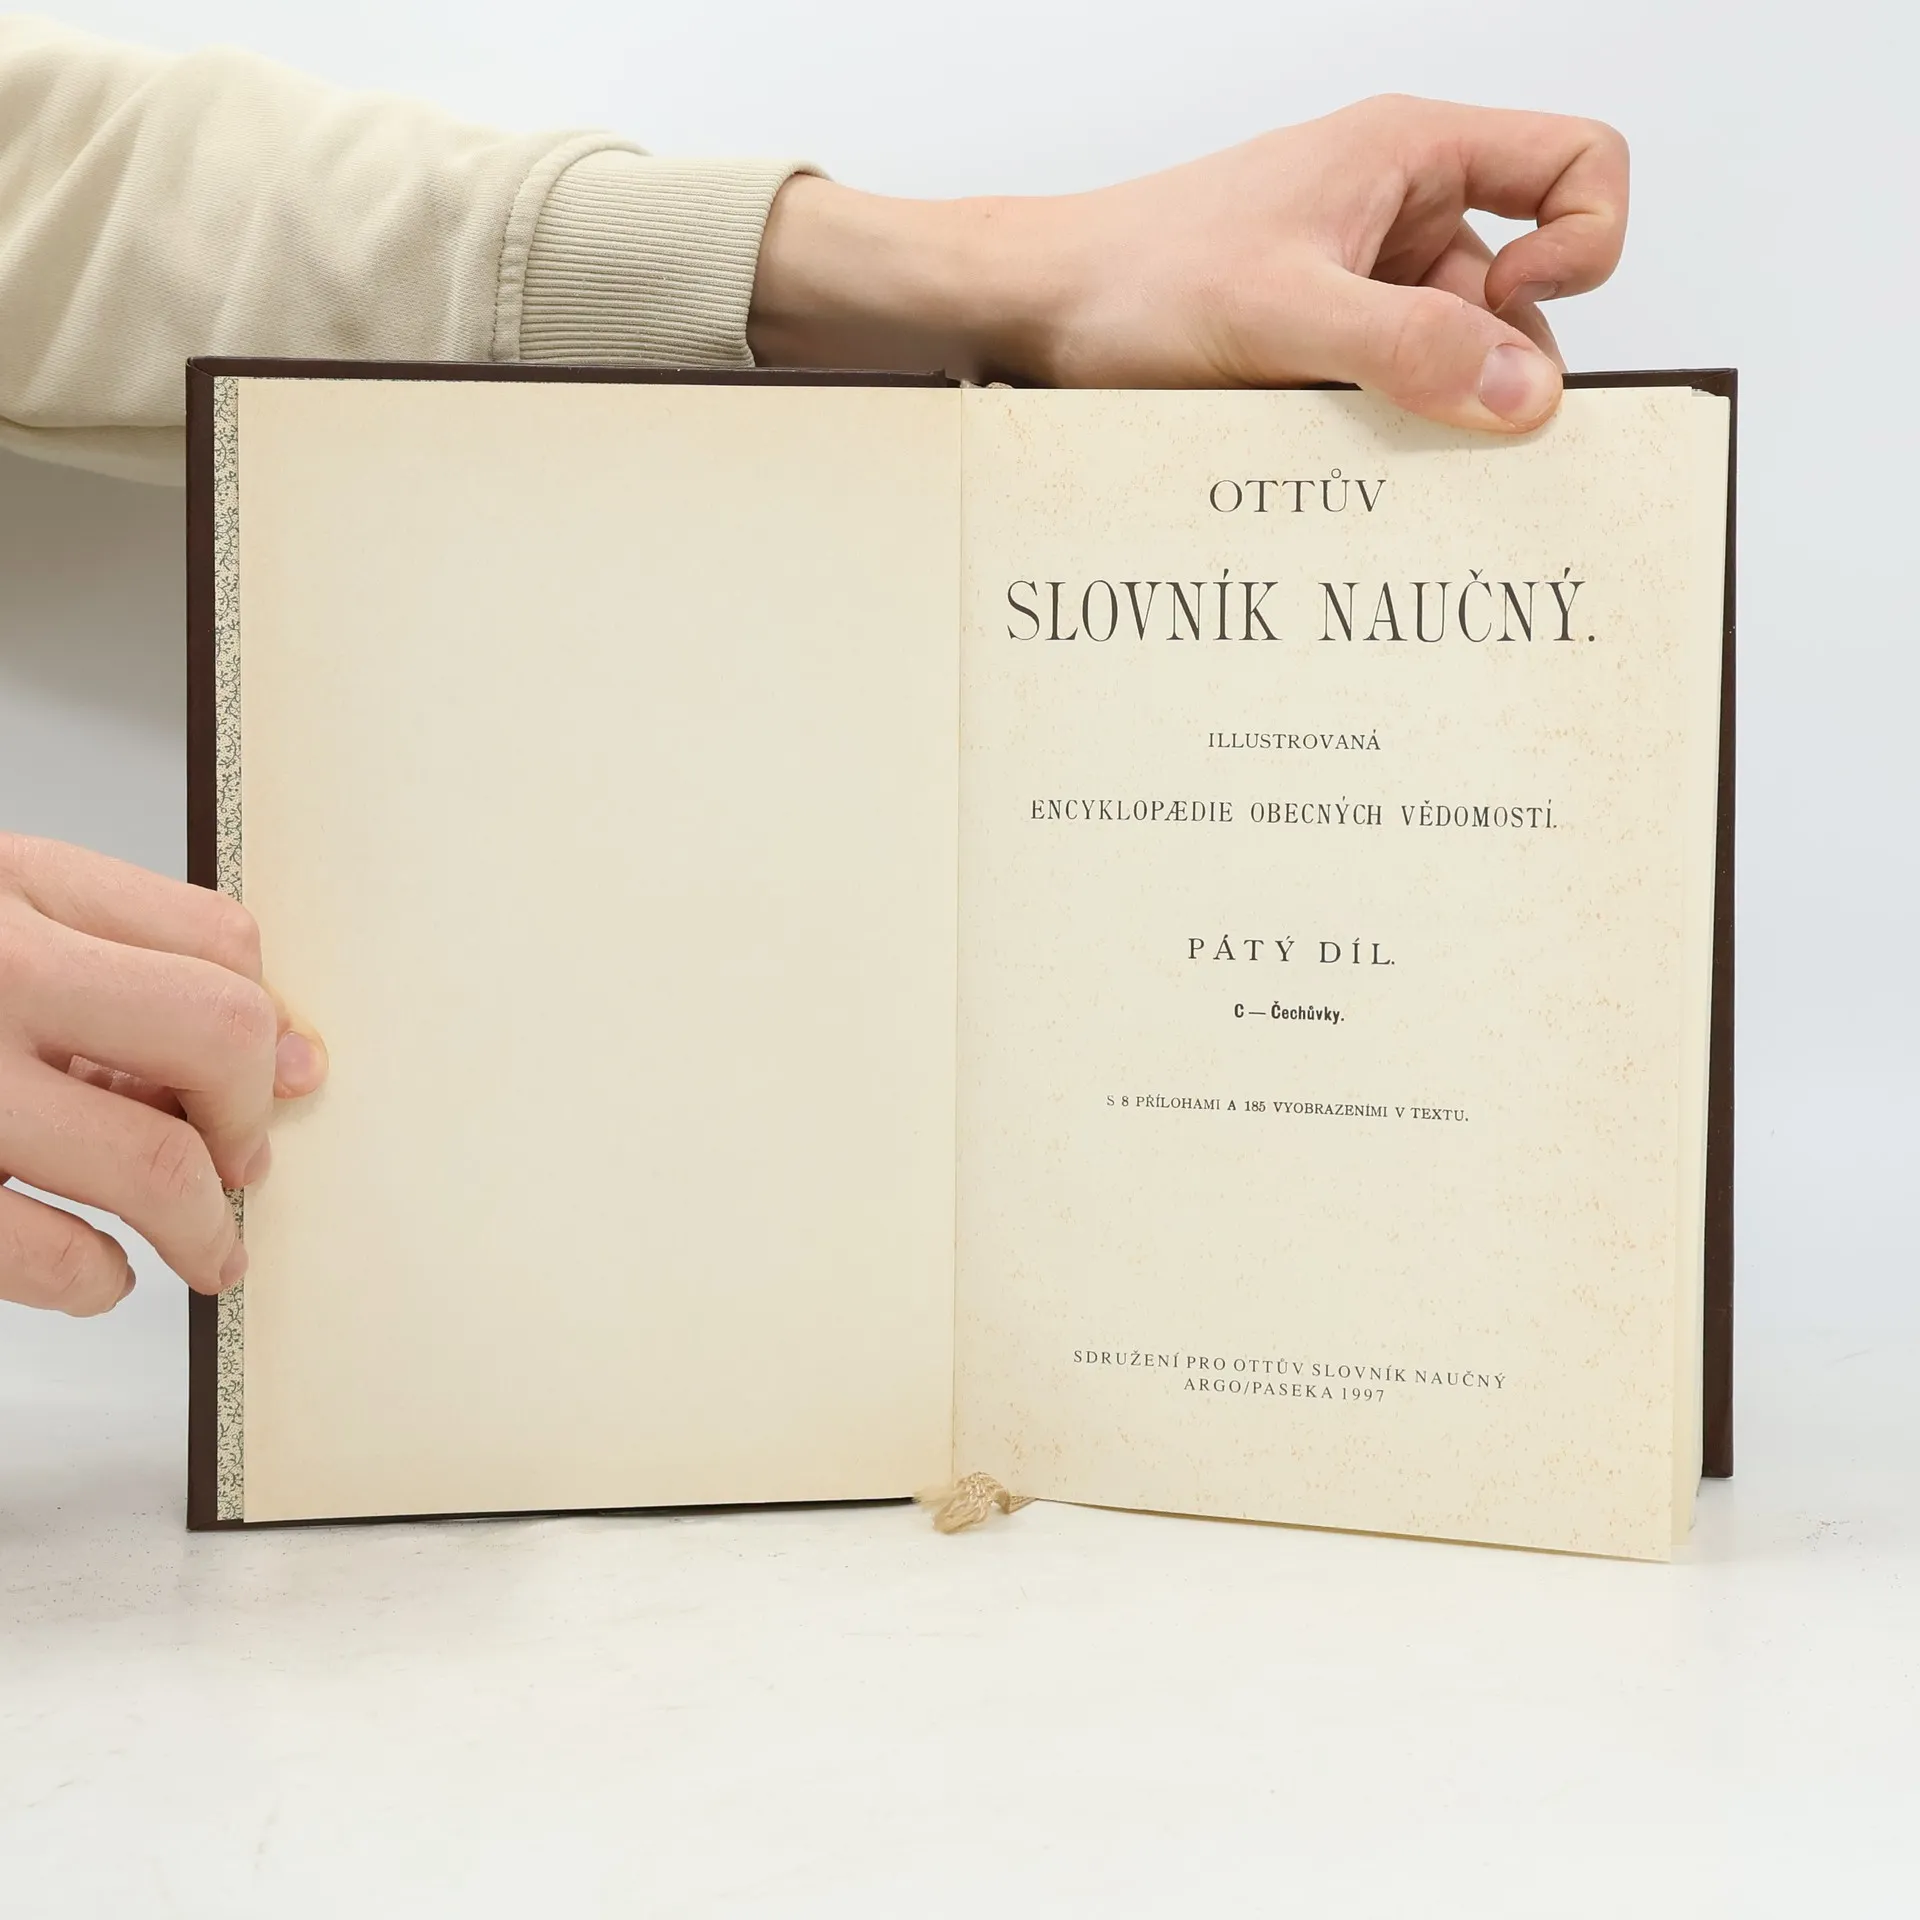 OTTŮV
SLOVNÍK NAUČNÝ.
ILLUSTROVANÁ
ENCYKLOPÆDIE OBECNÝCH VĚDOMOSTÍ.
PÁTÝ DÍL.
C — Čechůvky.
S 8 PŘÍLOHAMI A 185 VYOBRAZENÍMI V TEXTU.
SDRUŽENÍ PRO OTTŮV SLOVNÍK NAUČNÝ
ARGO/PASEKA 1997